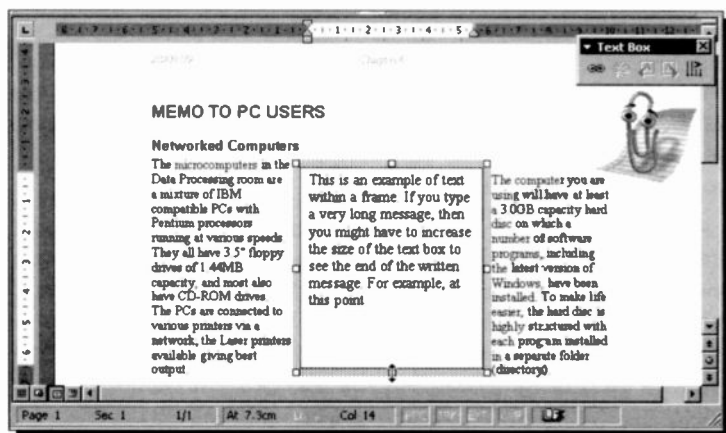 Text Box
MEMO TO PC USERS
Networked Computers
The microcomputers in the
Data Processing room are
a mixture of IBM
compatible PCs with
Pentium processors
running at various speeds
They all have 3.5" floppy
drives of 1 44MB
capacity, and most also
have CD-ROM drives
The PCs are connected to
various printers via a
network, the Laser printers
available giving best
output
This is an example of text
within a frame If you type
a very long message, then
you might have to increase
the size of the text box to
see the end of the written
message. For example, at
this point
The computer you are
using will have at least
a 3 0GB capacity hard
disc on which a
number of software
programs, including
the latest version of
Windows, have been
installed. To make life
easier, the hard disc is
highly structured with
each program installed
in a separate folder
(directory)
Page 1 Sec 1 1/1 At 7.3cm Col 14